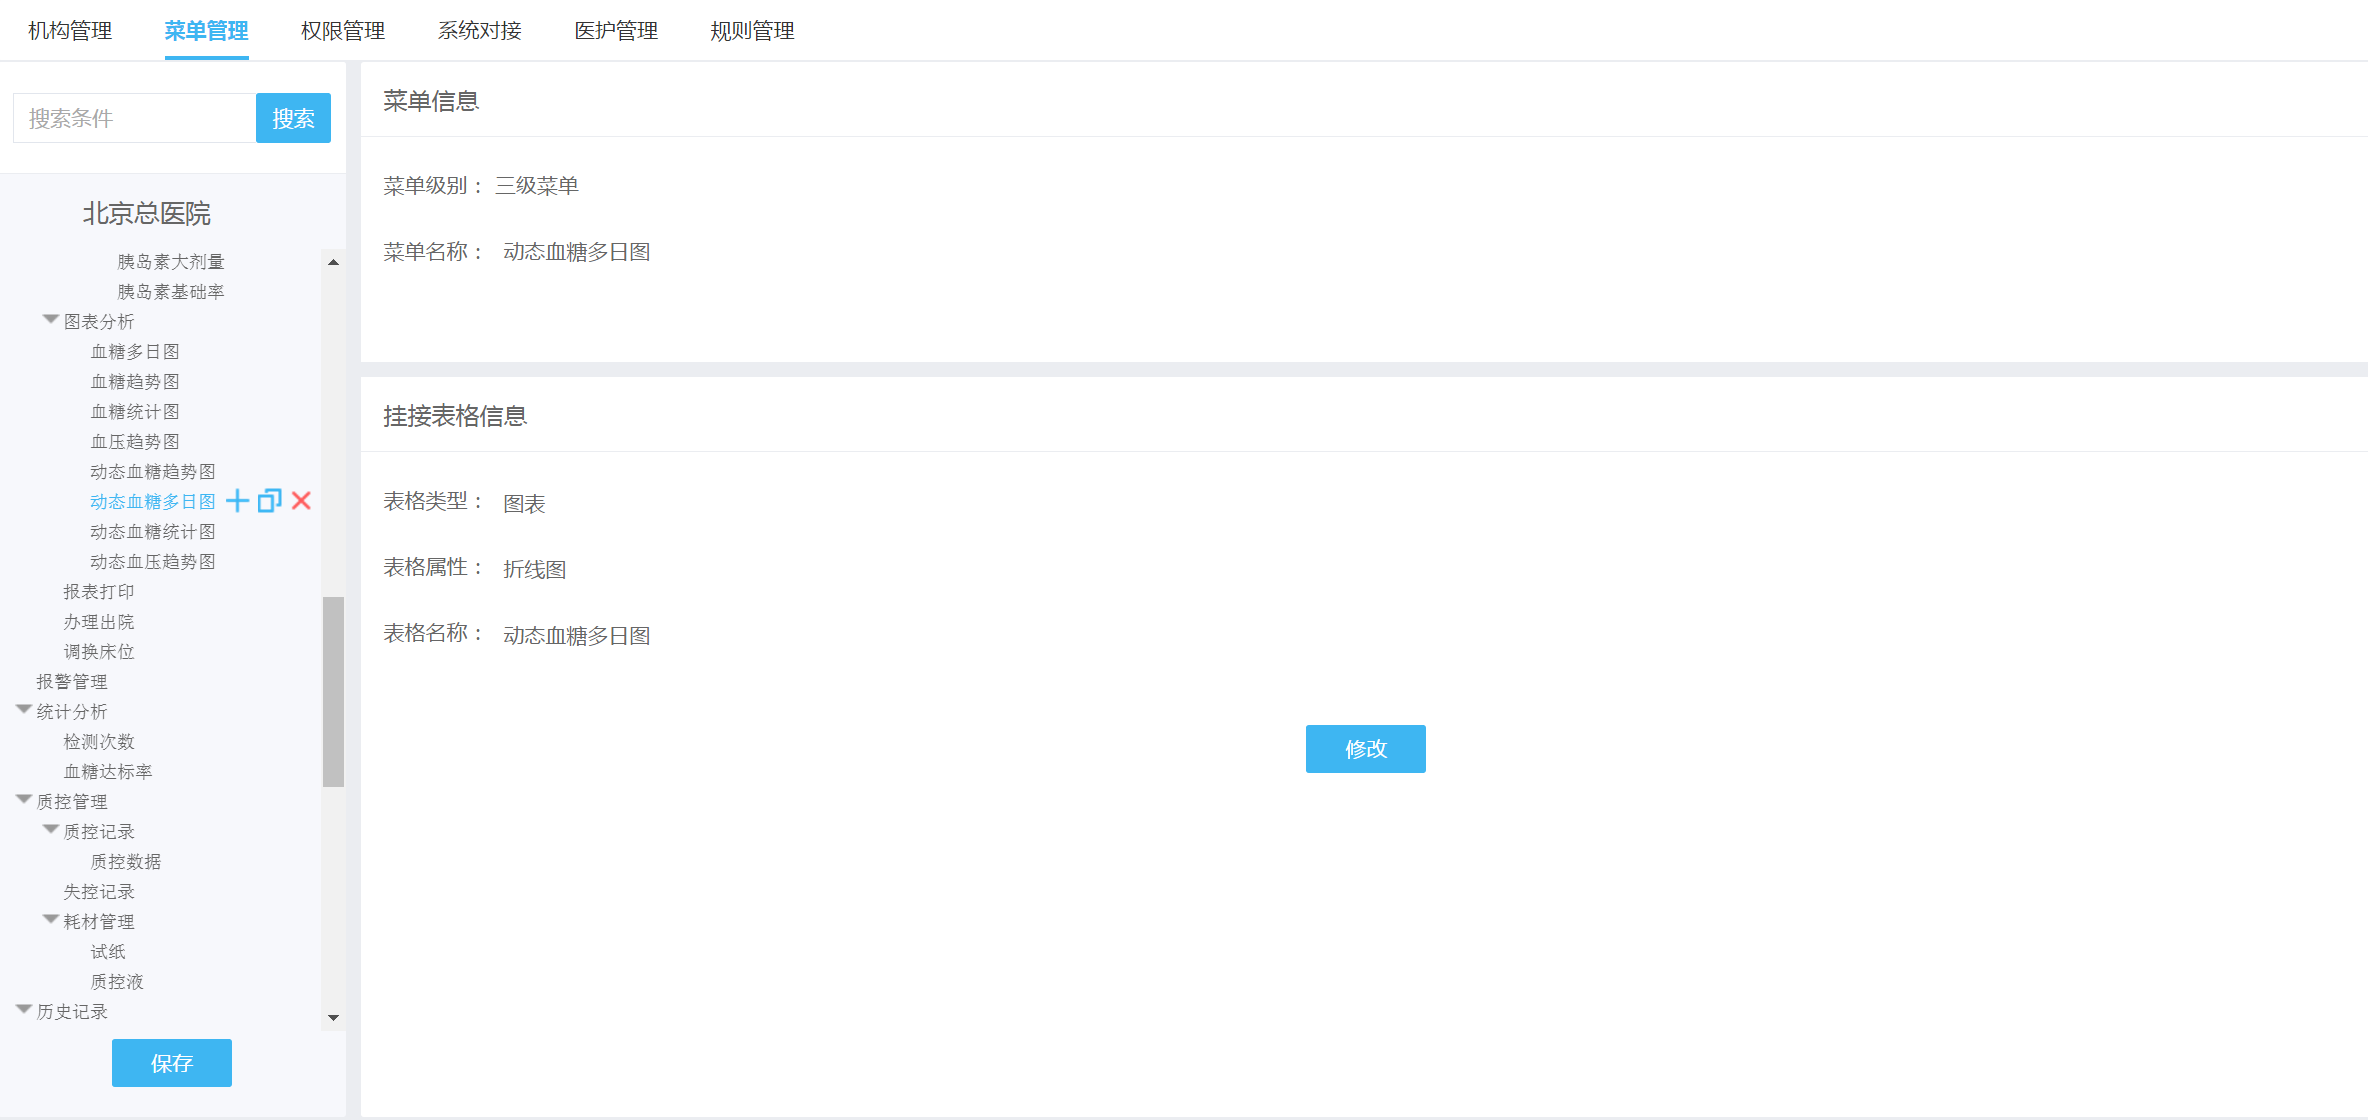 机构管理 菜单管理 权限管理 系统对接 医护管理 规则管理
搜索条件 搜索
北京总医院
胰岛素大剂量
胰岛素基础率
图表分析
血糖多日图
血糖趋势图
血糖统计图
血压趋势图
动态血糖趋势图
动态血糖多日图
动态血糖统计图
动态血压趋势图
报表打印
办理出院
调换床位
报警管理
统计分析
检测次数
血糖达标率
质控管理
质控记录
质控数据
失控记录
耗材管理
试纸
质控液
历史记录
保存
菜单信息
菜单级别： 三级菜单
菜单名称： 动态血糖多日图
挂接表格信息
表格类型： 图表
表格属性： 折线图
表格名称： 动态血糖多日图
修改